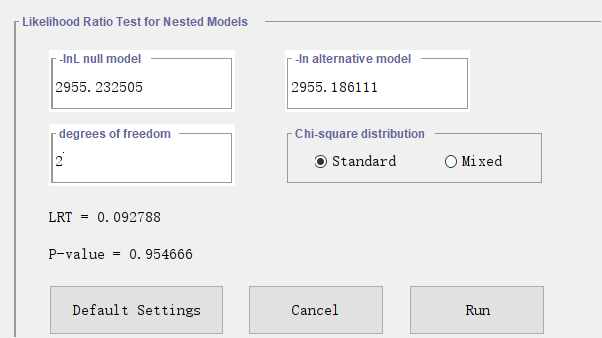 Likelihood Ratio Test for Nested Models
-lnL null model
-ln alternative model
2955.232505
2955.186111
degrees of freedom
Chi-square distribution
2
Standard
Mixed
LRT = 0.092788
P-value = 0.954666
Default Settings
Cancel
Run